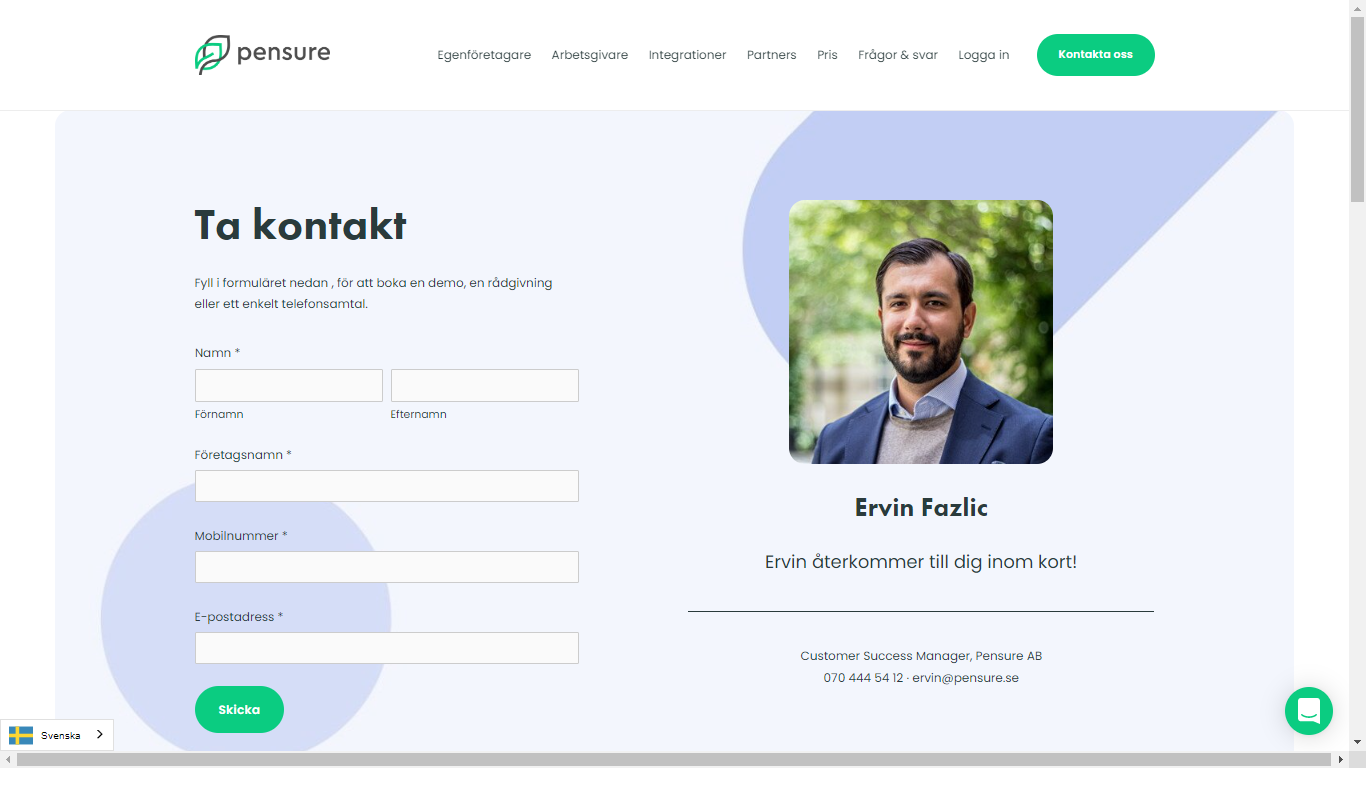 pensure
Egenföretagare Arbetsgivare Integrationer Partners Pris Frågor & svar Logga in Kontakta oss
Ta kontakt
Fyll i formuläret nedan , för att boka en demo, en rådgivning
eller ett enkelt telefonsamtal.
Namn *
Förnamn Efternamn
Företagsnamn *
Mobilnummer *
E-postadress *
Skicka
Ervin Fazlic
Ervin återkommer till dig inom kort!
Customer Success Manager, Pensure AB
070 444 54 12 · ervin@pensure.se
Svenska